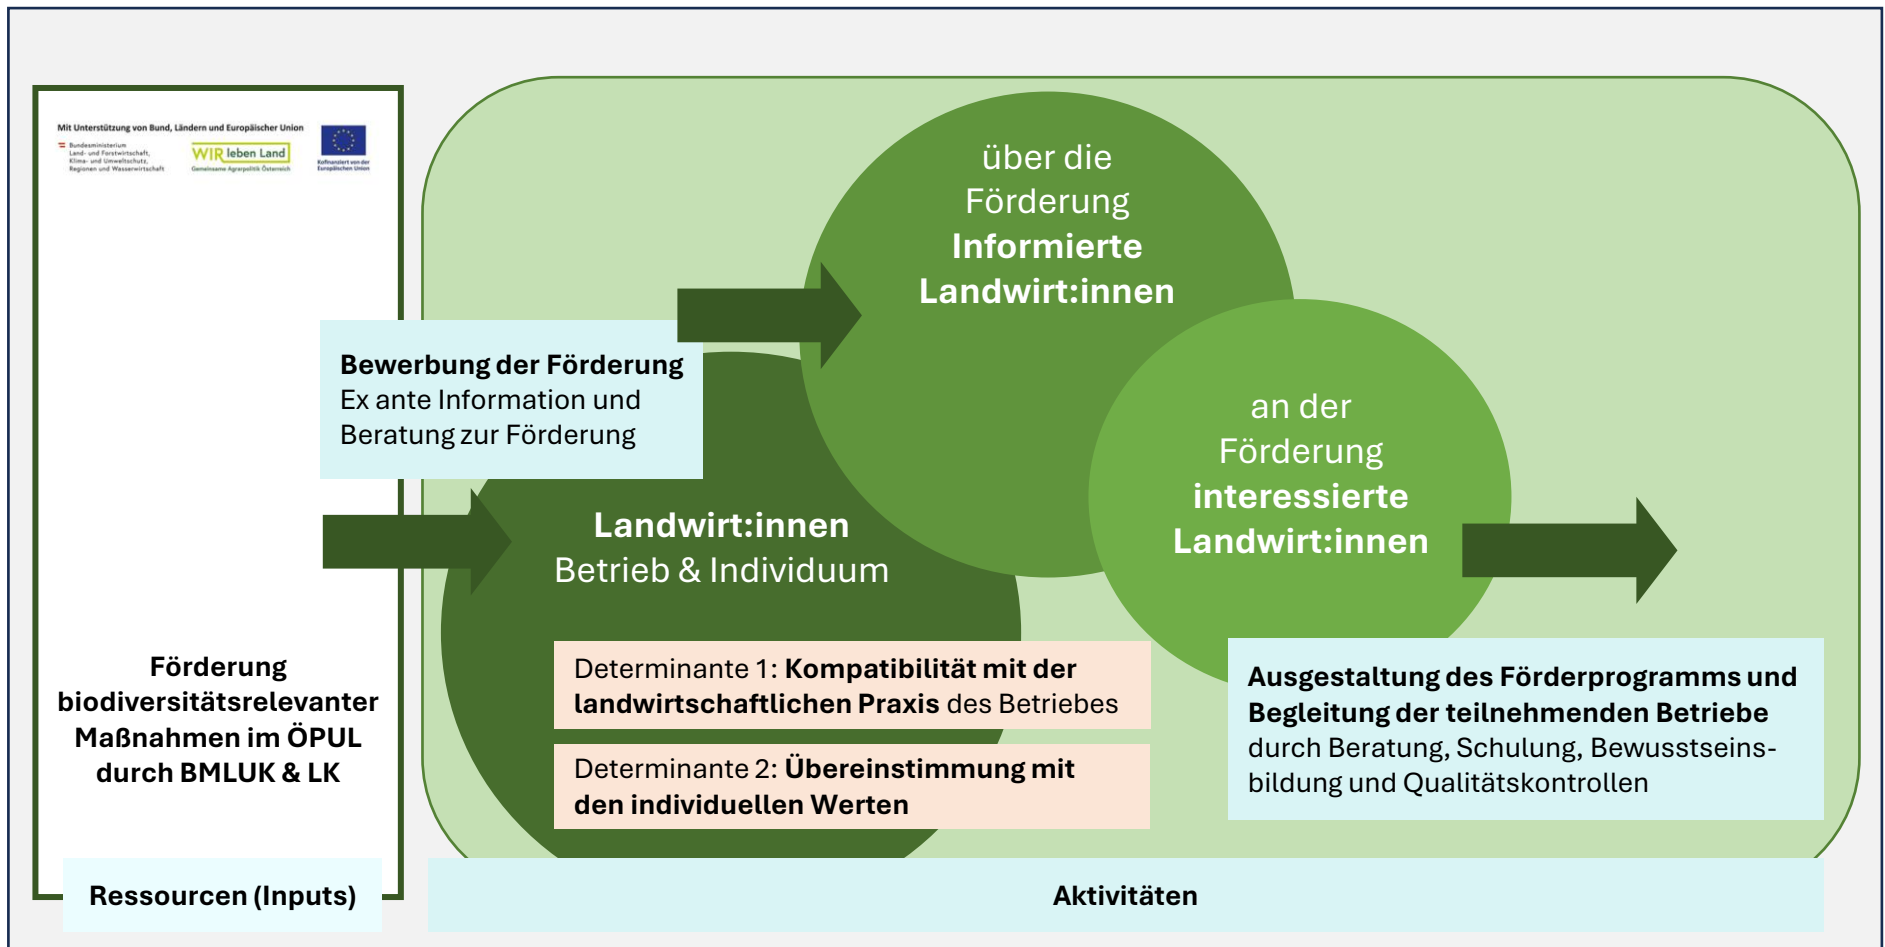 Mit Unterstützung von Bund, Ländern und Europäischer Union
Bundesministerium
Land- und Forstwirtschaft,
Klima- und Umweltschutz,
Regionen und Wasserwirtschaft
WIR leben Land
Gemeinsame Agrarpolitik Österreich
Kofinanziert von der
Europäischen Union
Förderung
biodiversitätsrelevanter
Maßnahmen im ÖPUL
durch BMLUK & LK
Ressourcen (Inputs)
Bewerbung der Förderung
Ex ante Information und
Beratung zur Förderung
Landwirt:innen
Betrieb & Individuum
über die
Förderung
Informierte
Landwirt:innen
an der
Förderung
interessierte
Landwirt:innen
Determinante 1: Kompatibilität mit der
landwirtschaftlichen Praxis des Betriebes
Determinante 2: Übereinstimmung mit
den individuellen Werten
Ausgestaltung des Förderprogramms und
Begleitung der teilnehmenden Betriebe
durch Beratung, Schulung, Bewusstseins-
bildung und Qualitätskontrollen
Aktivitäten